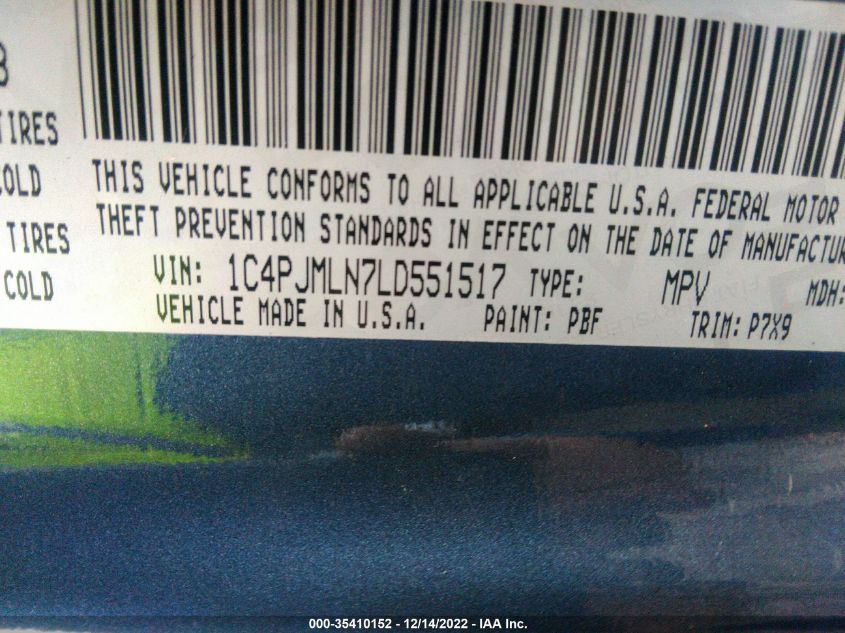 TIRES
COLD
THIS VEHICLE CONFORMS TO ALL APPLICABLE U.S.A. FEDERAL MOTOR
THEFT PREVENTION STANDARDS IN EFFECT ON THE DATE OF MANUFACTUR
TIRES
COLD
VIN: 1C4PJMLN7LD551517 TYPE: MPV MDH:
VEHICLE MADE IN U.S.A. PAINT: PBF TRIM: P7X9
000-35410152 - 12/14/2022 - IAA Inc.